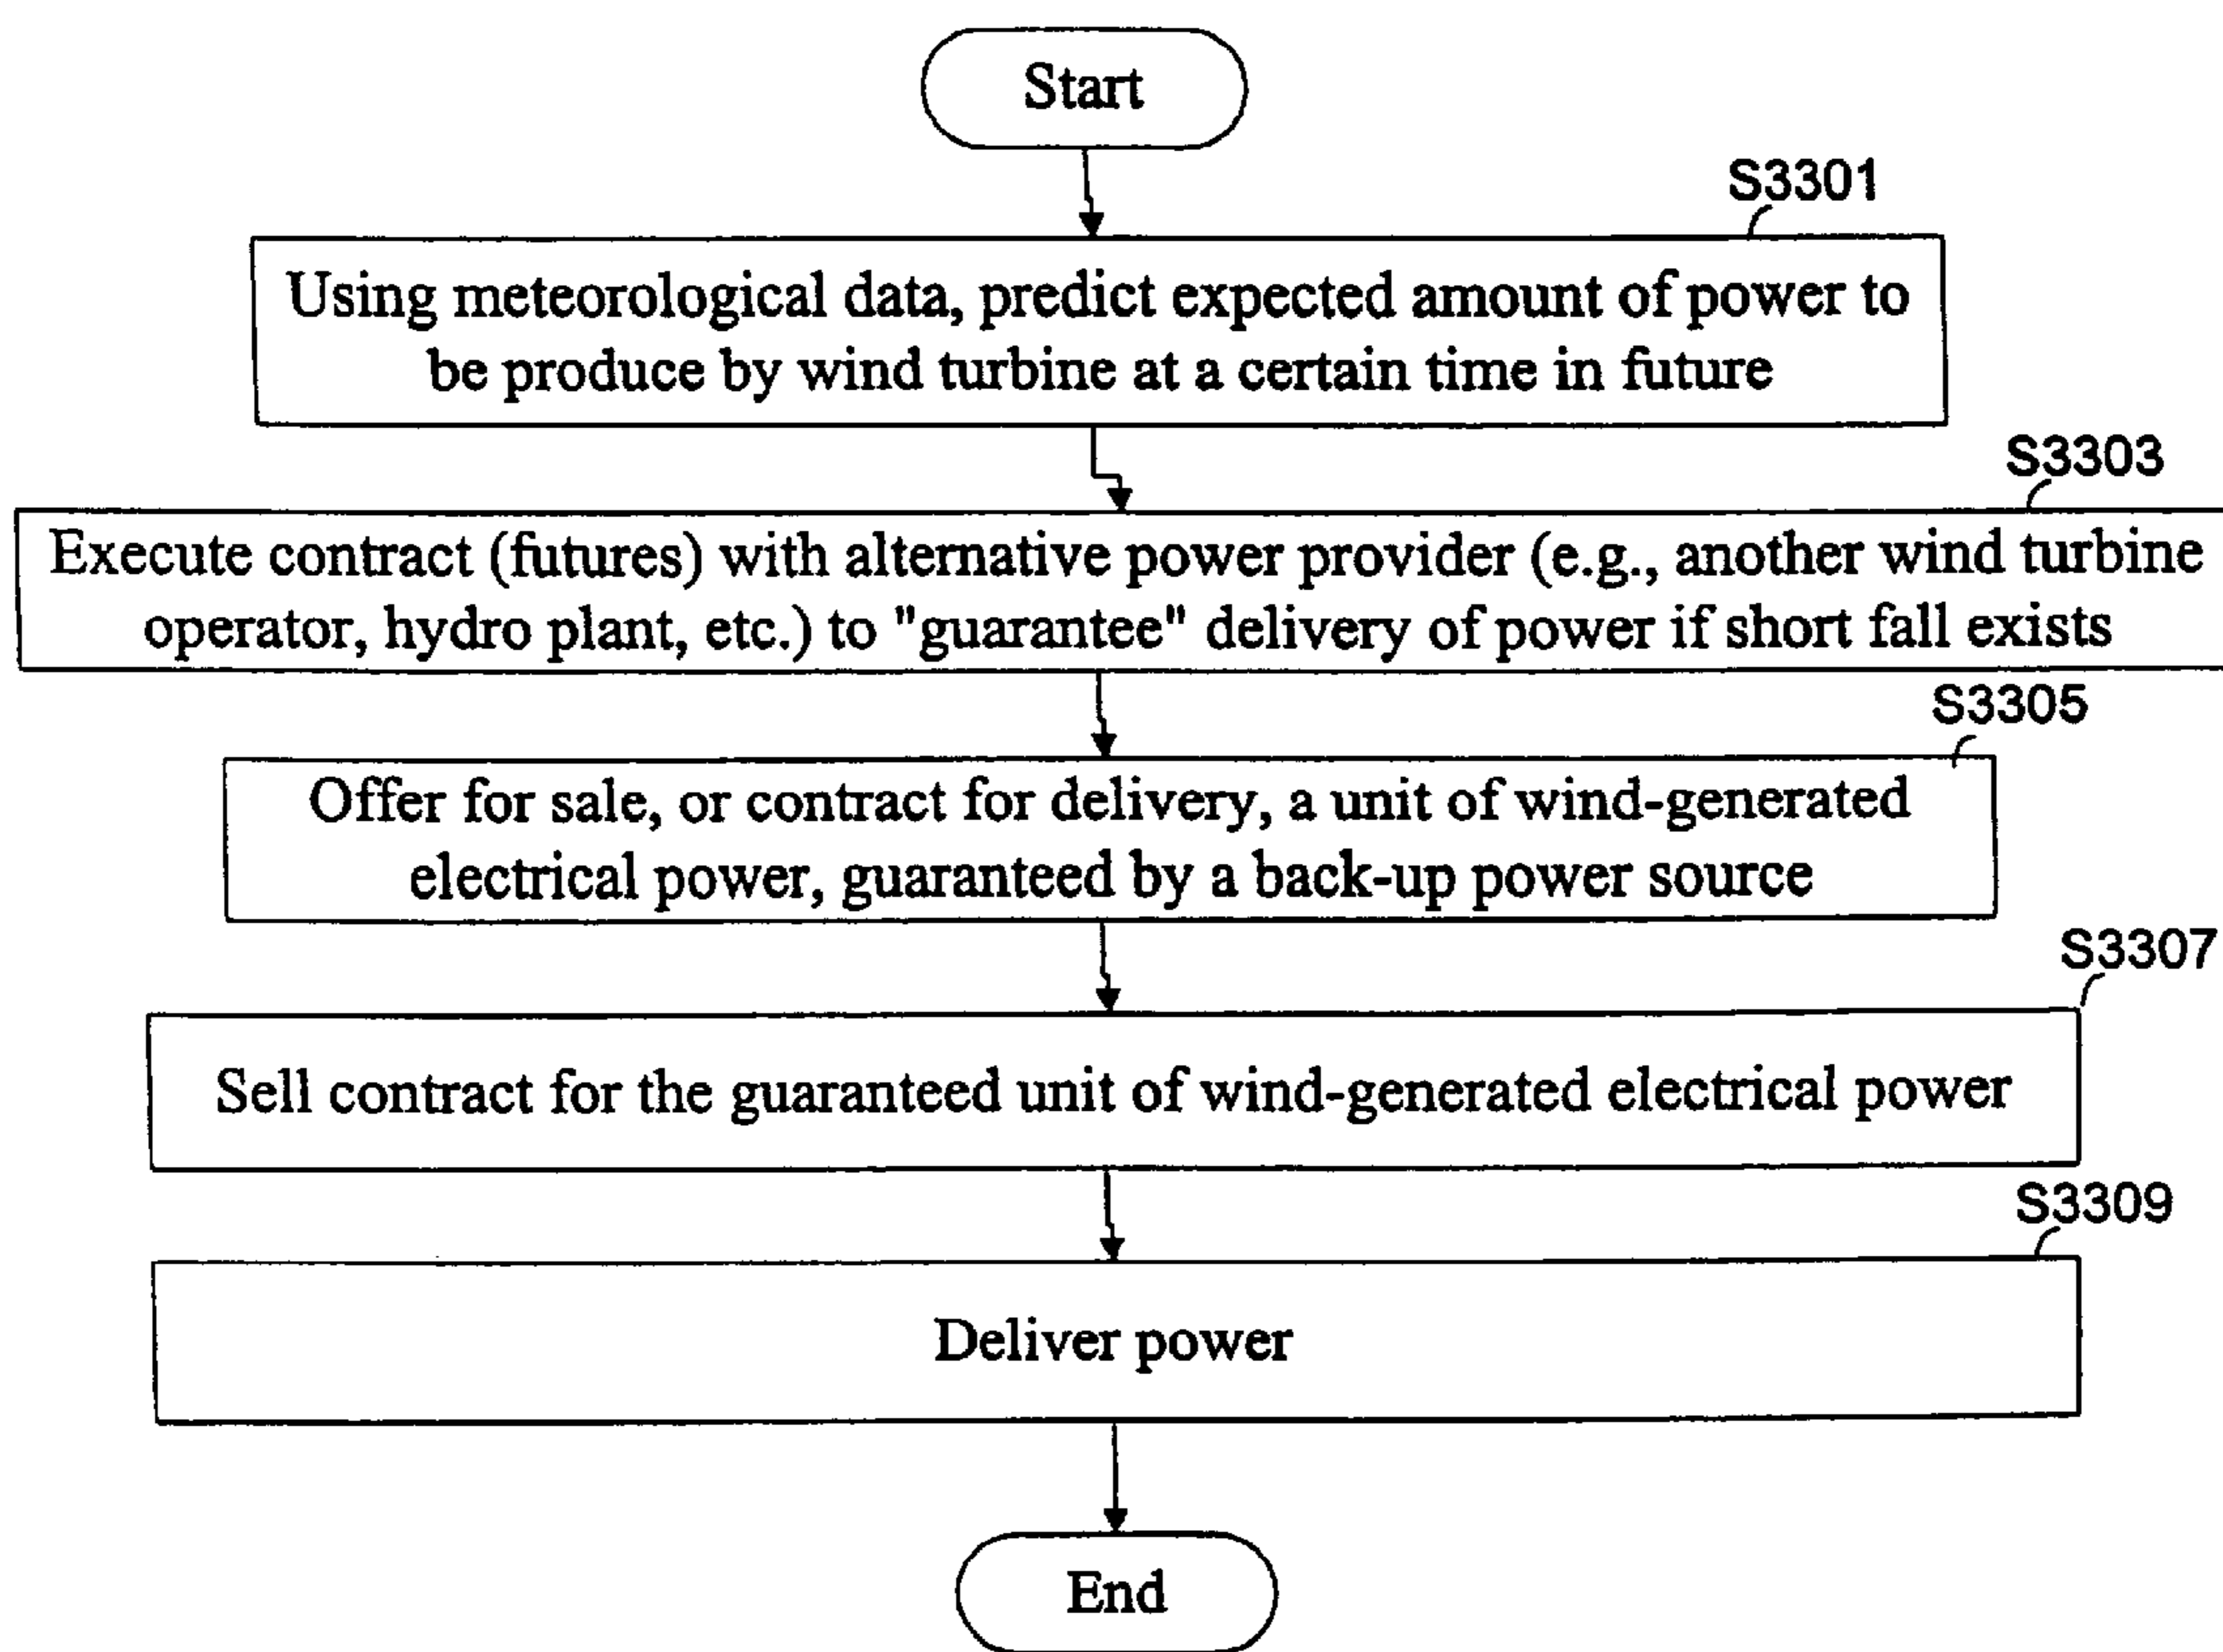 Start
S3301
Using meteorological data, predict expected amount of power to
be produce by wind turbine at a certain time in future
S3303
Execute contract (futures) with alternative power provider (e.g., another wind turbine
operator, hydro plant, etc.) to "guarantee" delivery of power if short fall exists
S3305
Offer for sale, or contract for delivery, a unit of wind-generated
electrical power, guaranteed by a back-up power source
S3307
Sell contract for the guaranteed unit of wind-generated electrical power
S3309
Deliver power
End